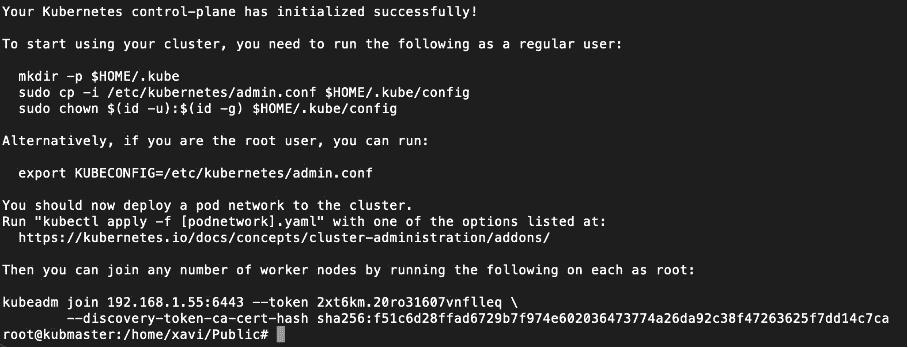 Your Kubernetes control-plane has initialized successfully!
To start using your cluster, you need to run the following as a regular user:
mkdir -p $HOME/.kube
sudo cp -i /etc/kubernetes/admin.conf $HOME/.kube/config
sudo chown $(id -u):$(id -g) $HOME/.kube/config
Alternatively, if you are the root user, you can run:
export KUBECONFIG=/etc/kubernetes/admin.conf
You should now deploy a pod network to the cluster.
Run "kubectl apply -f [podnetwork].yaml" with one of the options listed at:
https://kubernetes.io/docs/concepts/cluster-administration/addons/
Then you can join any number of worker nodes by running the following on each as root:
kubeadm join 192.168.1.55:6443 --token 2xt6km.20ro31607vnflleq \
--discovery-token-ca-cert-hash sha256:f51c6d28ffad6729b7f974e602036473774a26da92c38f47263625f7dd14c7ca
root@kubmaster:/home/xavi/Public#